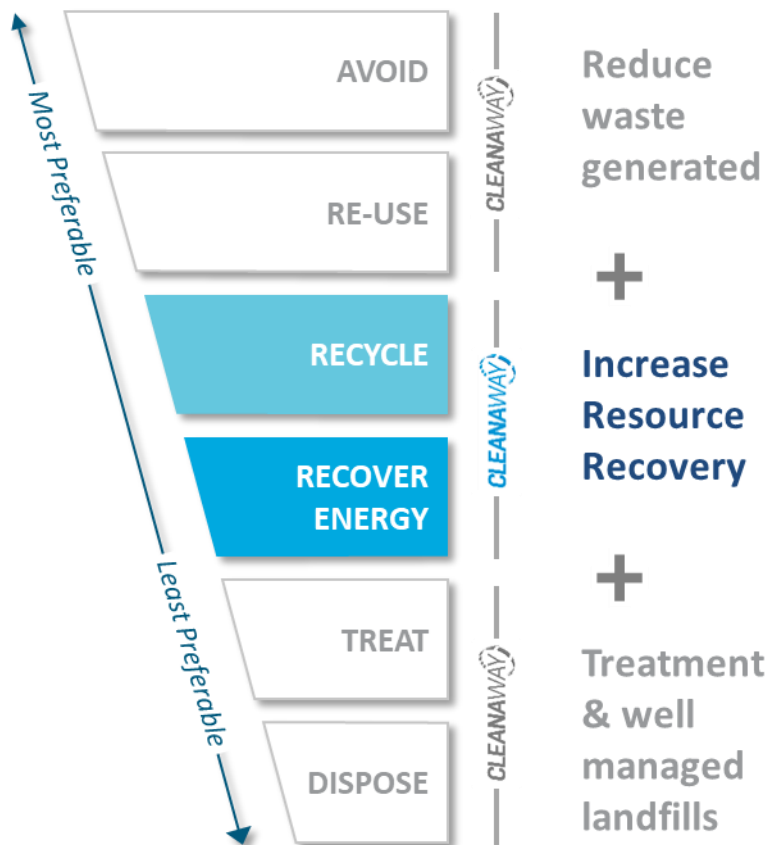 Most Preferable
Least Preferable
AVOID
RE-USE
RECYCLE
RECOVER
ENERGY
TREAT
DISPOSE
CLEANAWAY
CLEANAWAY
CLEANAWAY
Reduce
waste
generated
+
Increase
Resource
Recovery
+
Treatment
& well
managed
landfills